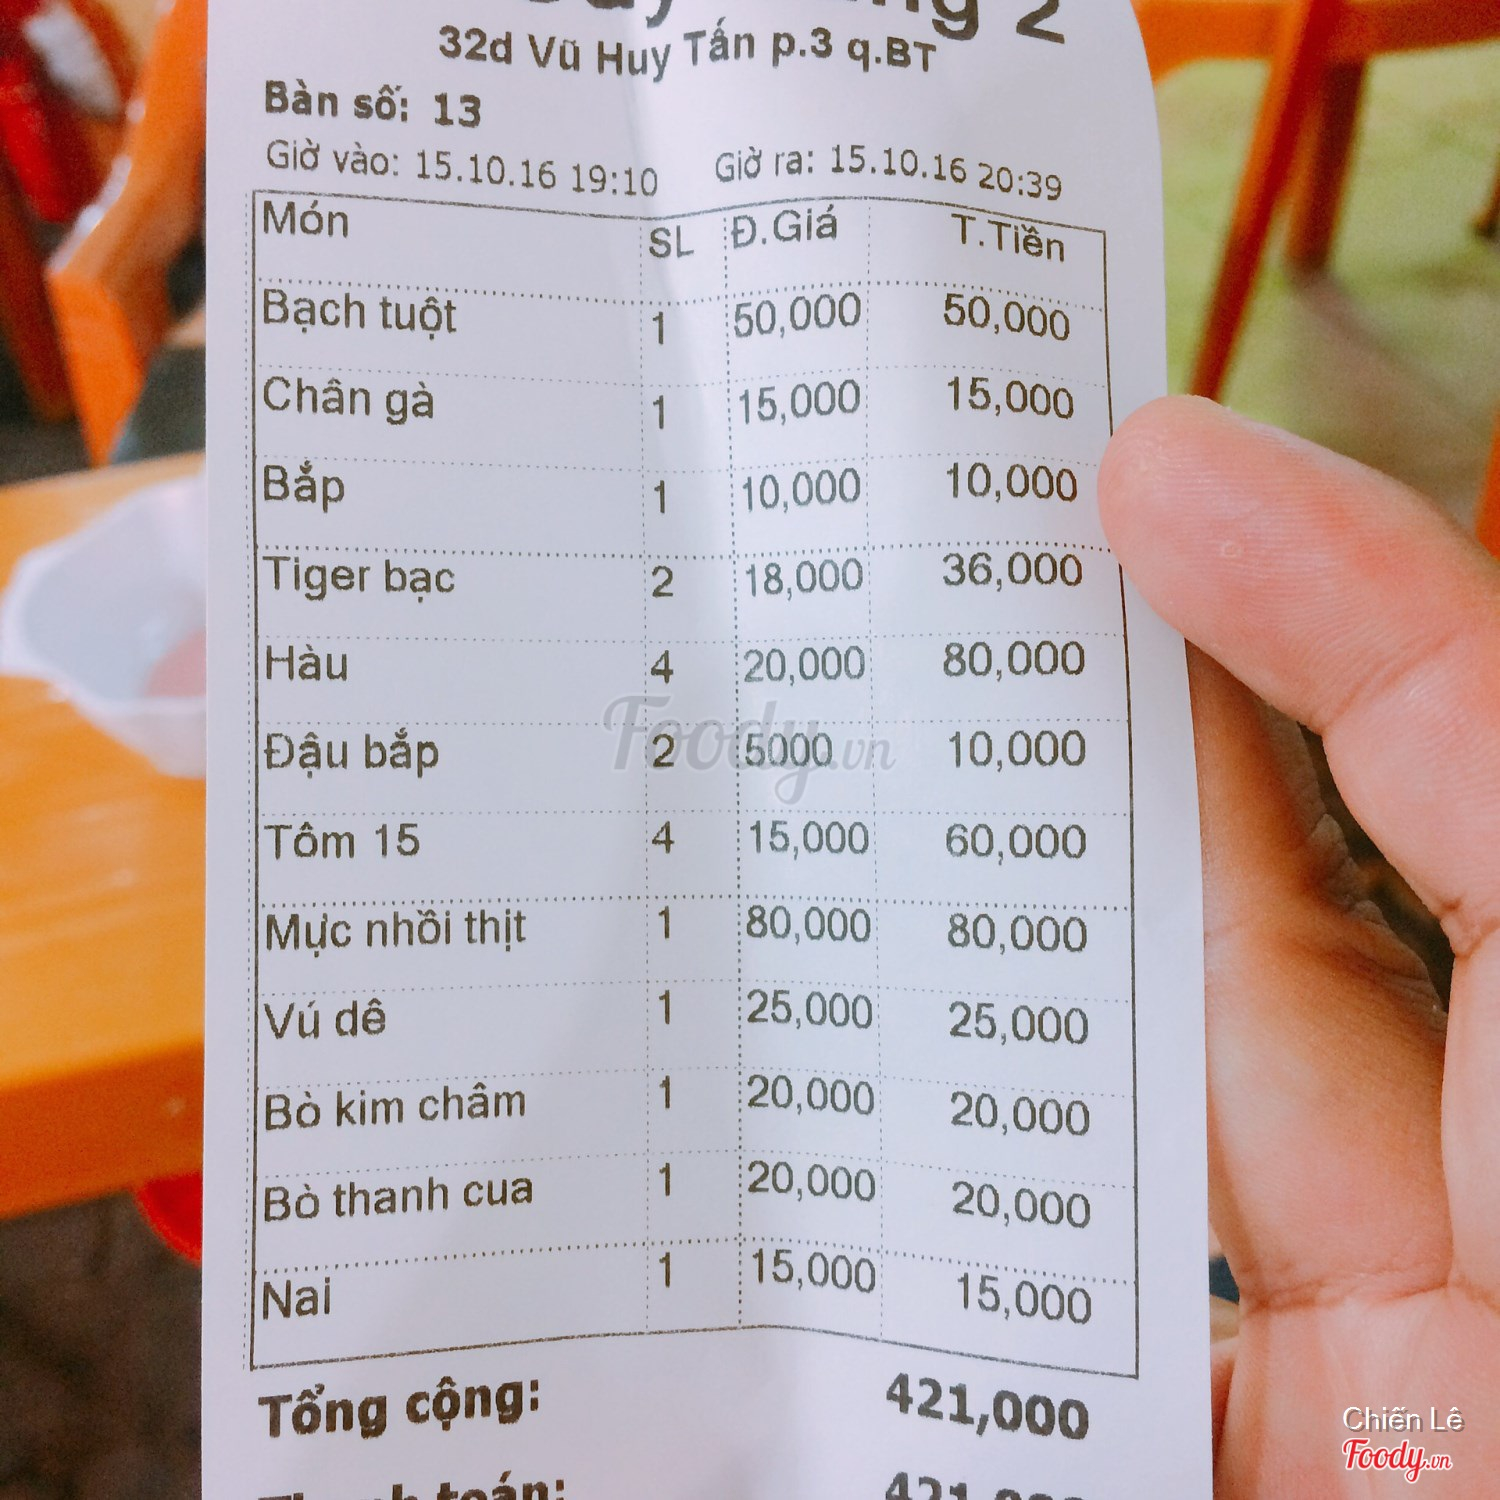 2
32d Vũ Huy Tấn p.3 q.BT
Bàn số: 13
Giờ vào: 15.10.16 19:10 Giờ ra: 15.10.16 20:39
Món SL Đ.Giá T.Tiền
Bạch tuột 1 50,000 50,000
Chân gà 1 15,000 15,000
Bắp 1 10,000 10,000
Tiger bạc 2 18,000 36,000
Hàu 4 20,000 80,000
Đậu bắp 2 5000 10,000
Tôm 15 4 15,000 60,000
Mực nhồi thịt 1 80,000 80,000
Vú dê 1 25,000 25,000
Bò kim châm 1 20,000 20,000
Bò thanh cua 1 20,000 20,000
Nai 1 15,000 15,000
Tổng cộng: 421,000
Thanh toán: 421,000
Foody.vn
Chiến Lê
Foody.vn